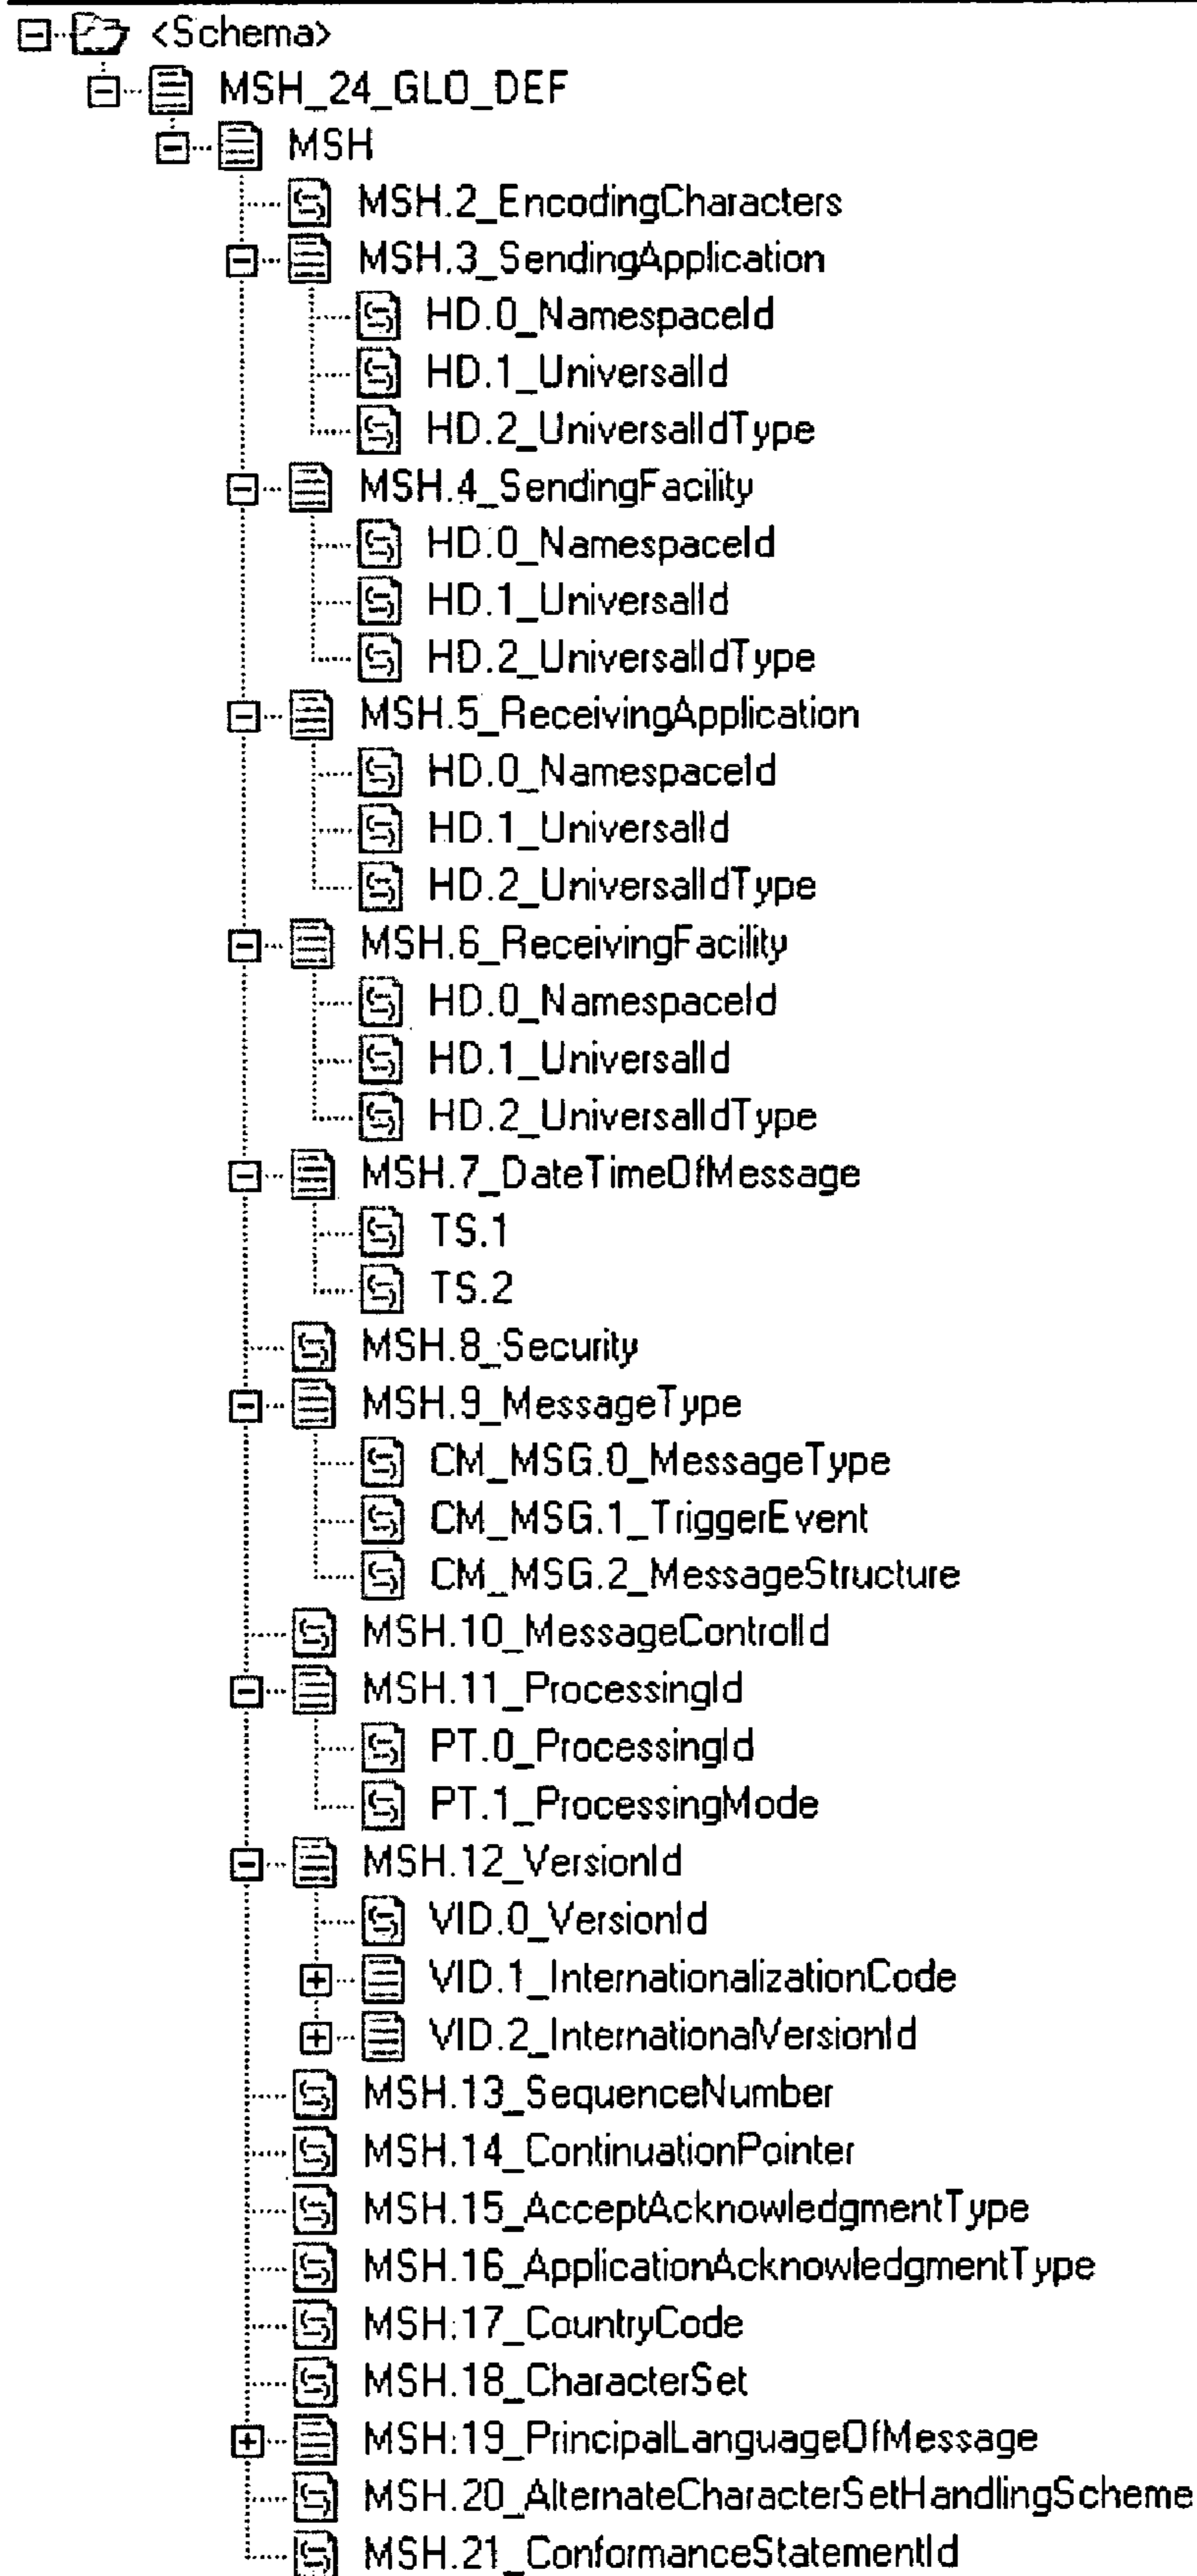 <Schema>
MSH_24_GLO_DEF
MSH
MSH.2_EncodingCharacters
MSH.3_SendingApplication
HD.0_NamespaceId
HD.1_UniversalId
HD.2_UniversalIdType
MSH.4_SendingFacility
HD.0_NamespaceId
HD.1_UniversalId
HD.2_UniversalIdType
MSH.5_ReceivingApplication
HD.0_NamespaceId
HD.1_UniversalId
HD.2_UniversalIdType
MSH.6_ReceivingFacility
HD.0_NamespaceId
HD.1_UniversalId
HD.2_UniversalIdType
MSH.7_DateTimeOfMessage
TS.1
TS.2
MSH.8_Security
MSH.9_MessageType
CM_MSG.0_MessageType
CM_MSG.1_TriggerEvent
CM_MSG.2_MessageStructure
MSH.10_MessageControlId
MSH.11_ProcessingId
PT.0_ProcessingId
PT.1_ProcessingMode
MSH.12_VersionId
VID.0_VersionId
VID.1_InternationalizationCode
VID.2_InternationalVersionId
MSH.13_SequenceNumber
MSH.14_ContinuationPointer
MSH.15_AcceptAcknowledgmentType
MSH.16_ApplicationAcknowledgmentType
MSH.17_CountryCode
MSH.18_CharacterSet
MSH.19_PrincipalLanguageOfMessage
MSH.20_AlternateCharacterSetHandlingScheme
MSH.21_ConformanceStatementId